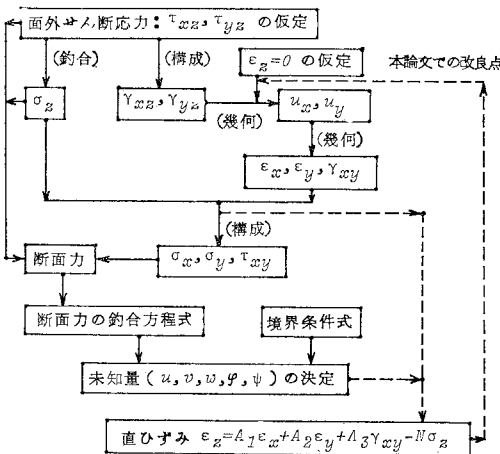 面外せん断応力：τxz，τyz の仮定
(釣合)
(構成)
εz=0 の仮定
本論文での改良点
σz
γxz，γyz
(幾何)
ux，uy
(幾何)
εx，εy，γxy
(構成)
断面力
σx，σy，τxy
断面力の釣合方程式
境界条件式
未知量（u，v，w，φ，ψ）の決定
直ひずみ εz=A1εx+A2εy+A3γxy-Nσz